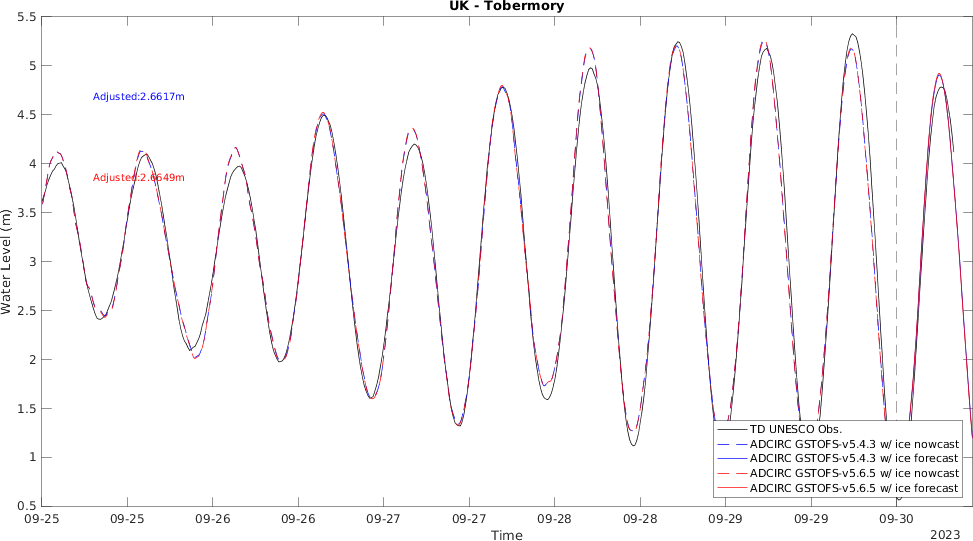 UK - Tobermory
5.5
5
4.5
4
3.5
3
2.5
2
1.5
1
0.5
Water Level (m)
Adjusted:2.6617m
Adjusted:2.6649m
TD UNESCO Obs.
ADCIRC GSTOFS-v5.4.3 w/ ice nowcast
ADCIRC GSTOFS-v5.4.3 w/ ice forecast
ADCIRC GSTOFS-v5.6.5 w/ ice nowcast
ADCIRC GSTOFS-v5.6.5 w/ ice forecast
09-25 09-25 09-26 09-26 09-27 09-27 09-28 09-28 09-29 09-29 09-30
Time
2023